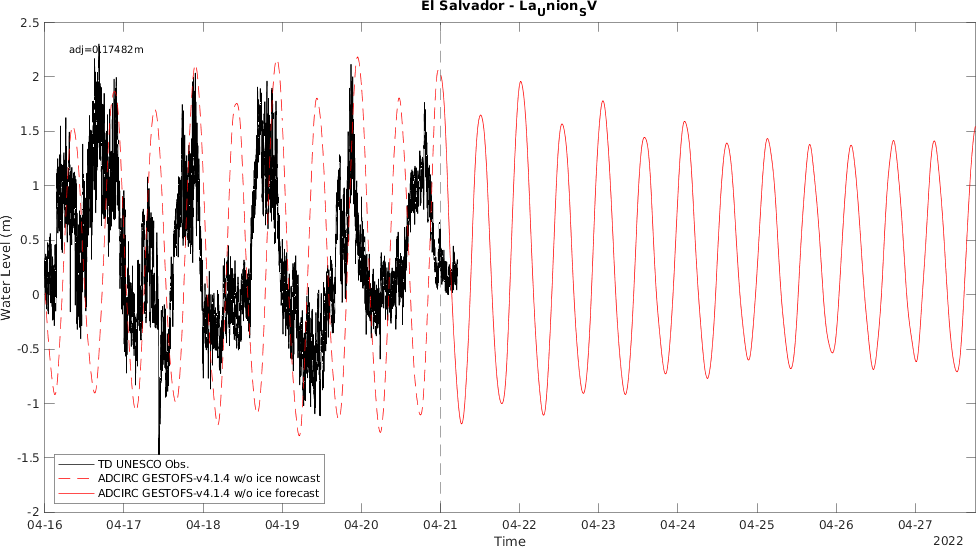 El Salvador - LaUnionSV
adj=0.17482m
2.5
2
1.5
1
0.5
0
-0.5
-1
-1.5
-2
Water Level (m)
TD UNESCO Obs.
ADCIRC GESTOFS-v4.1.4 w/o ice nowcast
ADCIRC GESTOFS-v4.1.4 w/o ice forecast
04-16 04-17 04-18 04-19 04-20 04-21 04-22 04-23 04-24 04-25 04-26 04-27
Time
2022